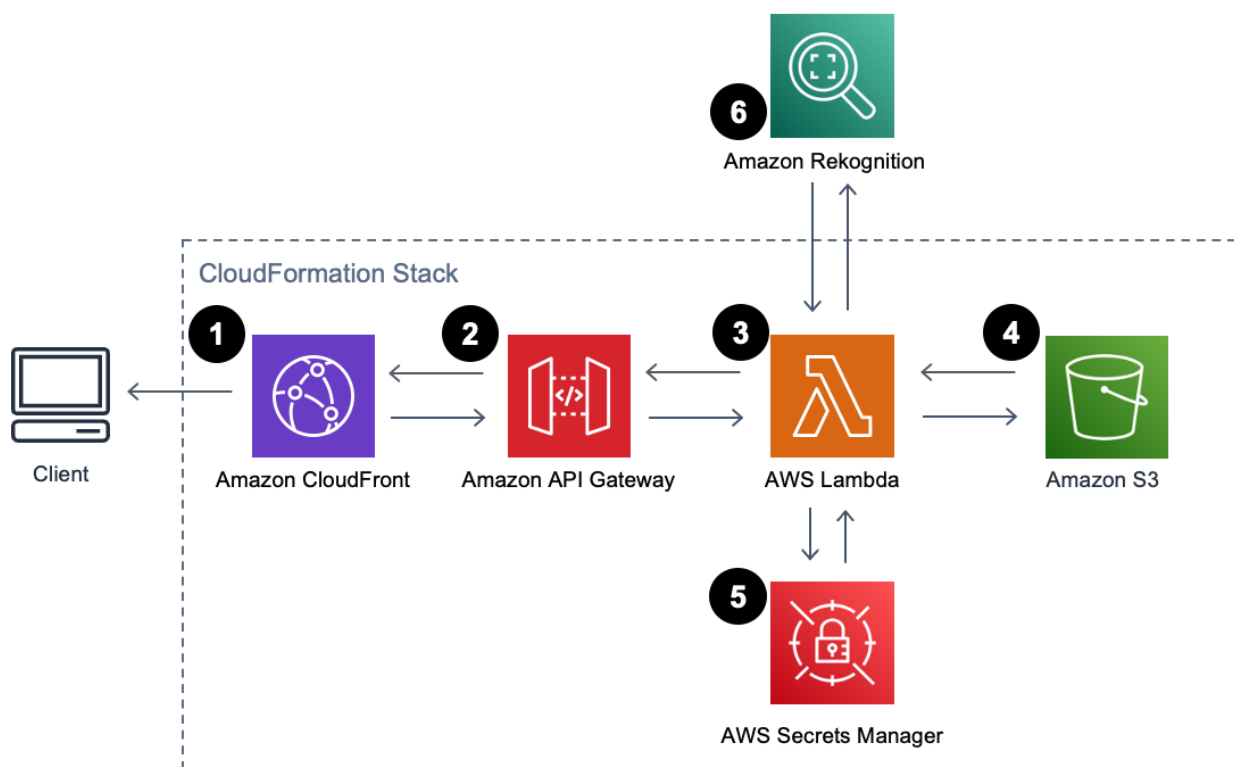 6
Amazon Rekognition
CloudFormation Stack
1
2
3
4
</>
Client
Amazon CloudFront
Amazon API Gateway
AWS Lambda
Amazon S3
5
AWS Secrets Manager